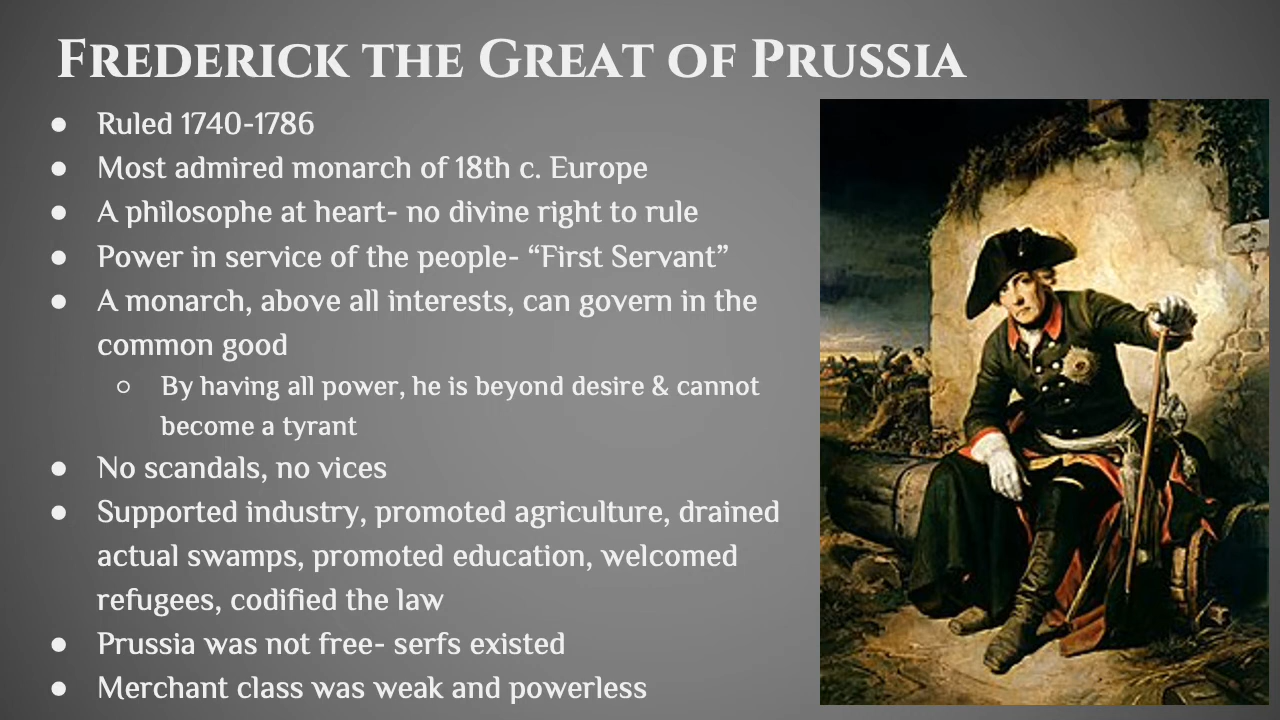 Frederick the Great of Prussia
● Ruled 1740-1786
● Most admired monarch of 18th c. Europe
● A philosophe at heart- no divine right to rule
● Power in service of the people- “First Servant”
● A monarch, above all interests, can govern in the
common good
○ By having all power, he is beyond desire & cannot
become a tyrant
● No scandals, no vices
● Supported industry, promoted agriculture, drained
actual swamps, promoted education, welcomed
refugees, codified the law
● Prussia was not free- serfs existed
● Merchant class was weak and powerless